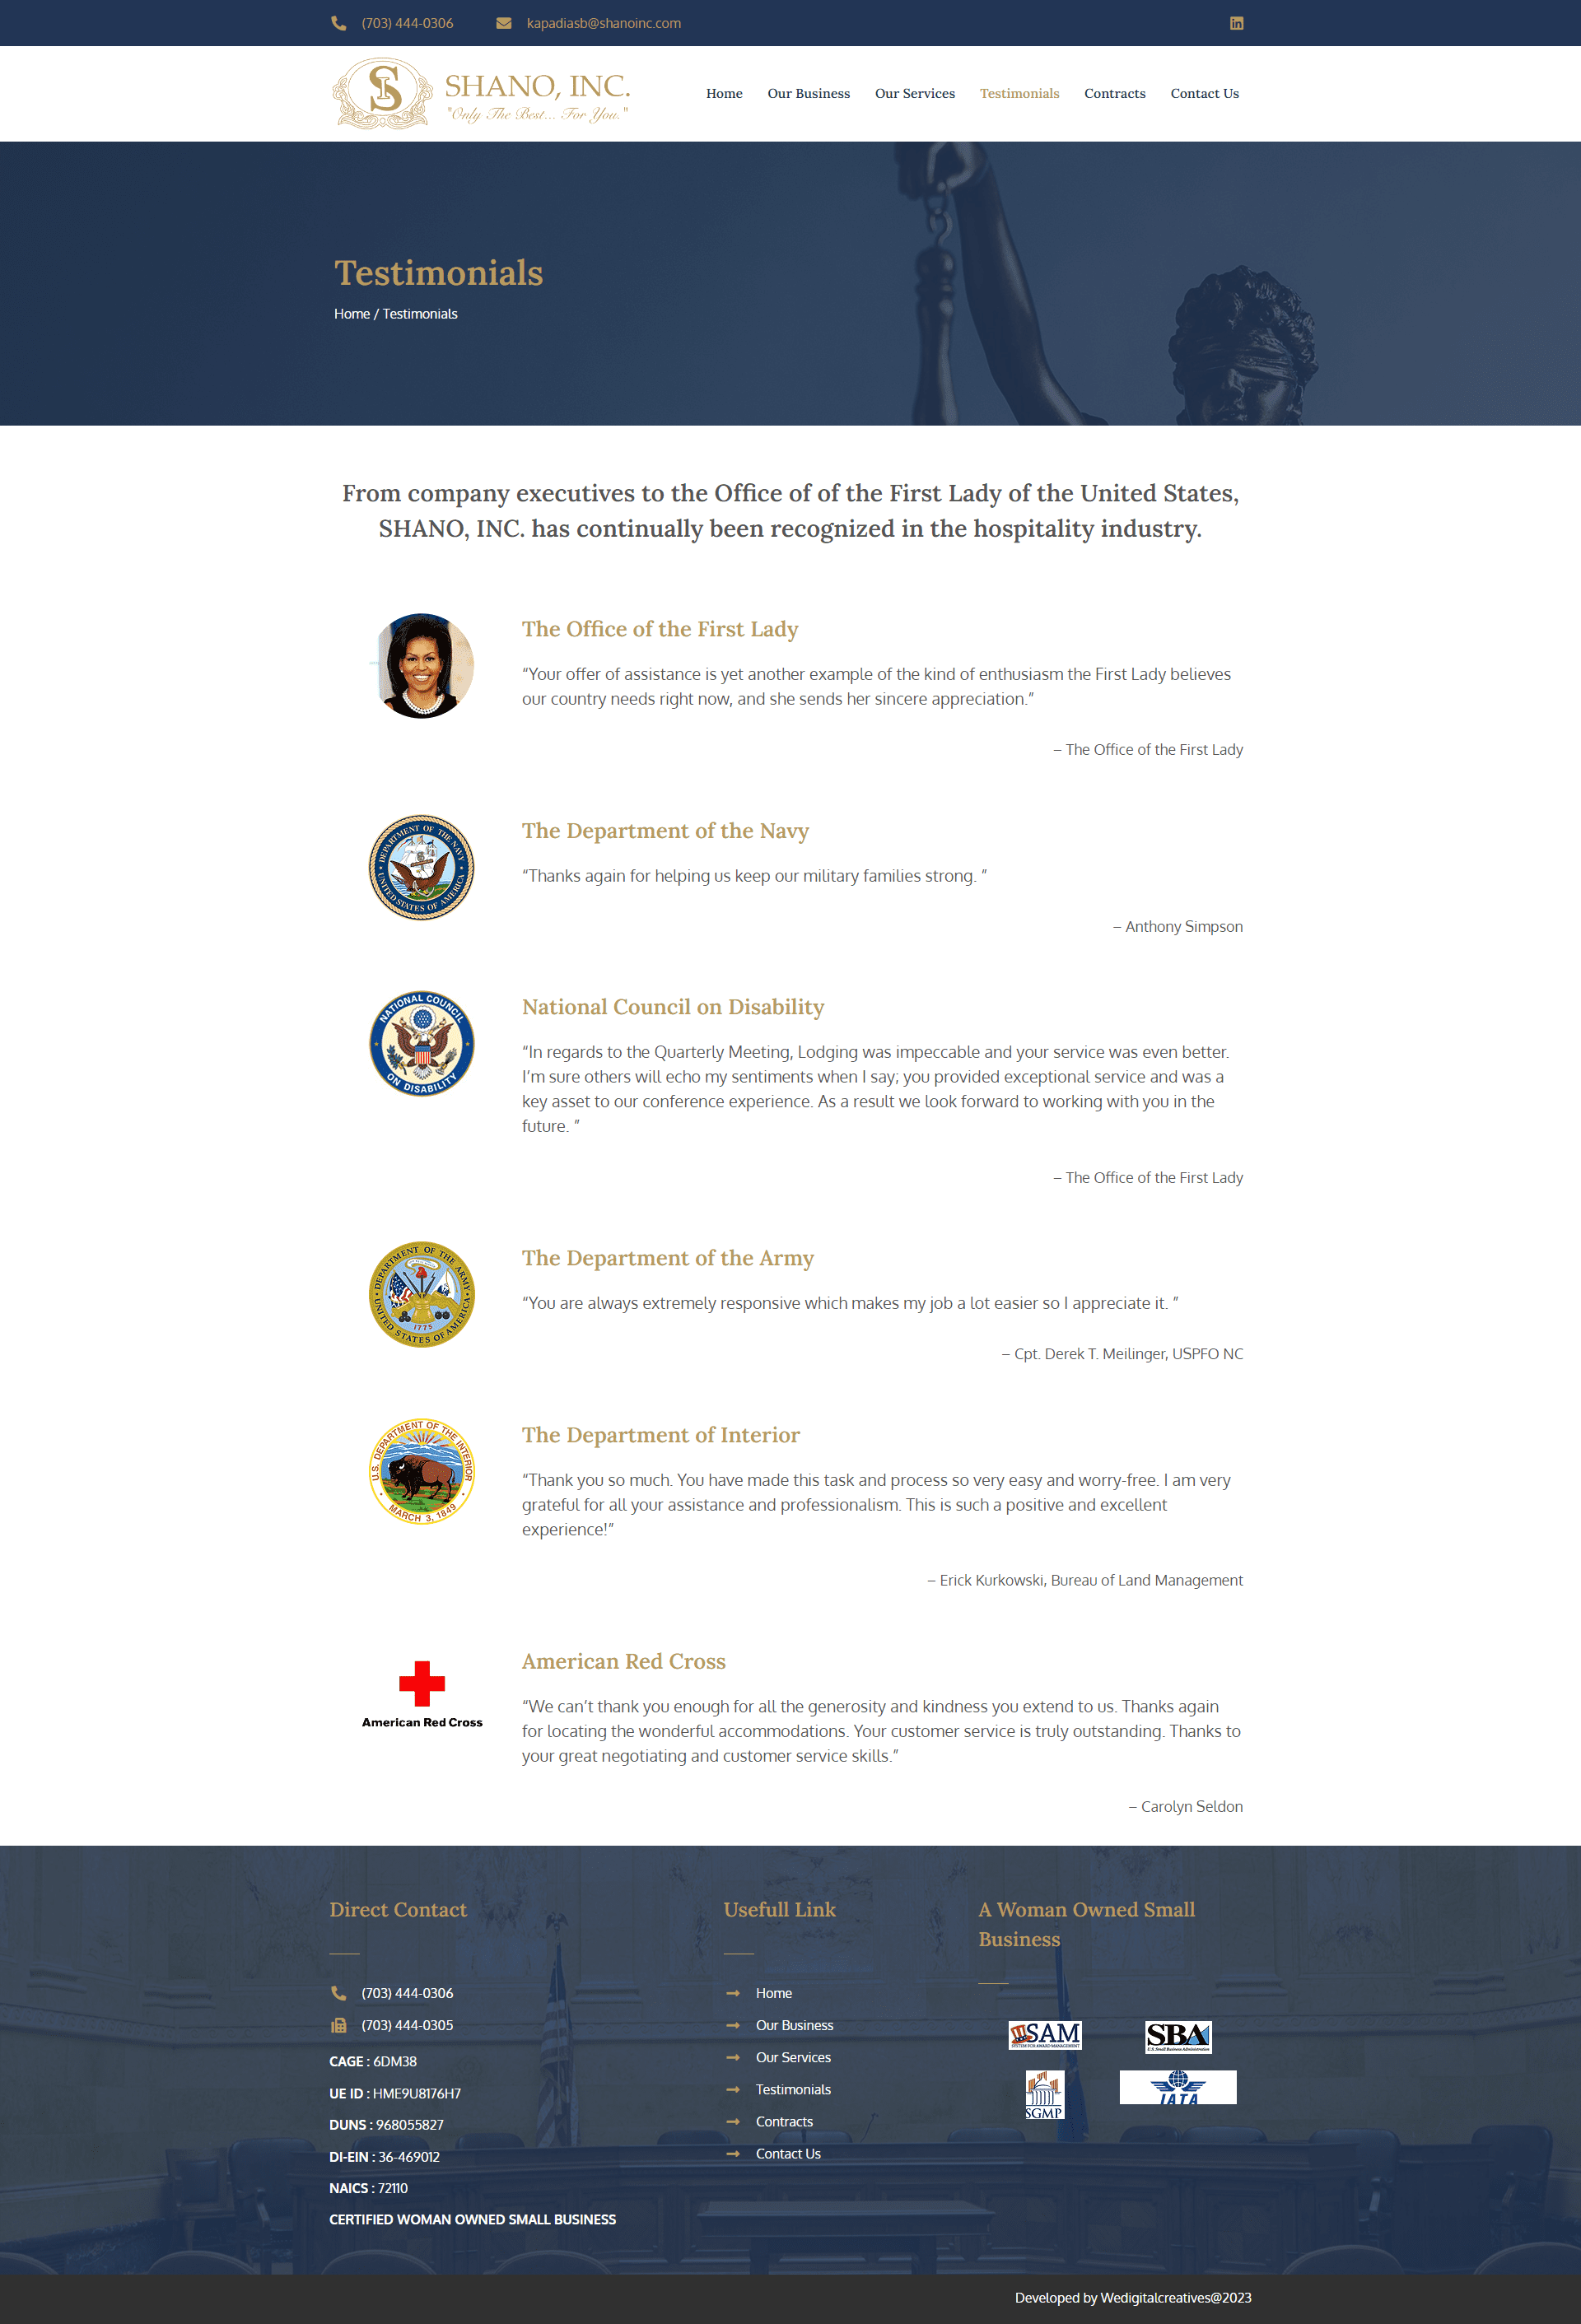 (703) 444-0306 kapadiasb@shanoinc.com
SI SHANO, INC.
"Only The Best... For You."
Home Our Business Our Services Testimonials Contracts Contact Us
Testimonials
Home / Testimonials
From company executives to the Office of of the First Lady of the United States,
SHANO, INC. has continually been recognized in the hospitality industry.
The Office of the First Lady
“Your offer of assistance is yet another example of the kind of enthusiasm the First Lady believes
our country needs right now, and she sends her sincere appreciation.”
– The Office of the First Lady
DEPARTMENT OF THE NAVY
UNITED STATES OF AMERICA
The Department of the Navy
“Thanks again for helping us keep our military families strong. ”
– Anthony Simpson
NATIONAL COUNCIL
ON DISABILITY
National Council on Disability
“In regards to the Quarterly Meeting, Lodging was impeccable and your service was even better.
I’m sure others will echo my sentiments when I say; you provided exceptional service and was a
key asset to our conference experience. As a result we look forward to working with you in the
future. ”
– The Office of the First Lady
DEPARTMENT OF THE ARMY
1775
UNITED STATES OF AMERICA
The Department of the Army
“You are always extremely responsive which makes my job a lot easier so I appreciate it. ”
– Cpt. Derek T. Meilinger, USPFO NC
U.S. DEPARTMENT OF THE INTERIOR
MARCH 3, 1849
The Department of Interior
“Thank you so much. You have made this task and process so very easy and worry-free. I am very
grateful for all your assistance and professionalism. This is such a positive and excellent
experience!”
– Erick Kurkowski, Bureau of Land Management
American Red Cross
American Red Cross
“We can’t thank you enough for all the generosity and kindness you extend to us. Thanks again
for locating the wonderful accommodations. Your customer service is truly outstanding. Thanks to
your great negotiating and customer service skills.”
– Carolyn Seldon
Direct Contact
(703) 444-0306
(703) 444-0305
CAGE : 6DM38
UE ID : HME9U8176H7
DUNS : 968055827
DI-EIN : 36-469012
NAICS : 72110
CERTIFIED WOMAN OWNED SMALL BUSINESS
Usefull Link
Home
Our Business
Our Services
Testimonials
Contracts
Contact Us
A Woman Owned Small
Business
SAM
SYSTEM FOR AWARD MANAGEMENT
SBA
U.S. Small Business Administration
SGMP
IATA
Developed by Wedigitalcreatives@2023